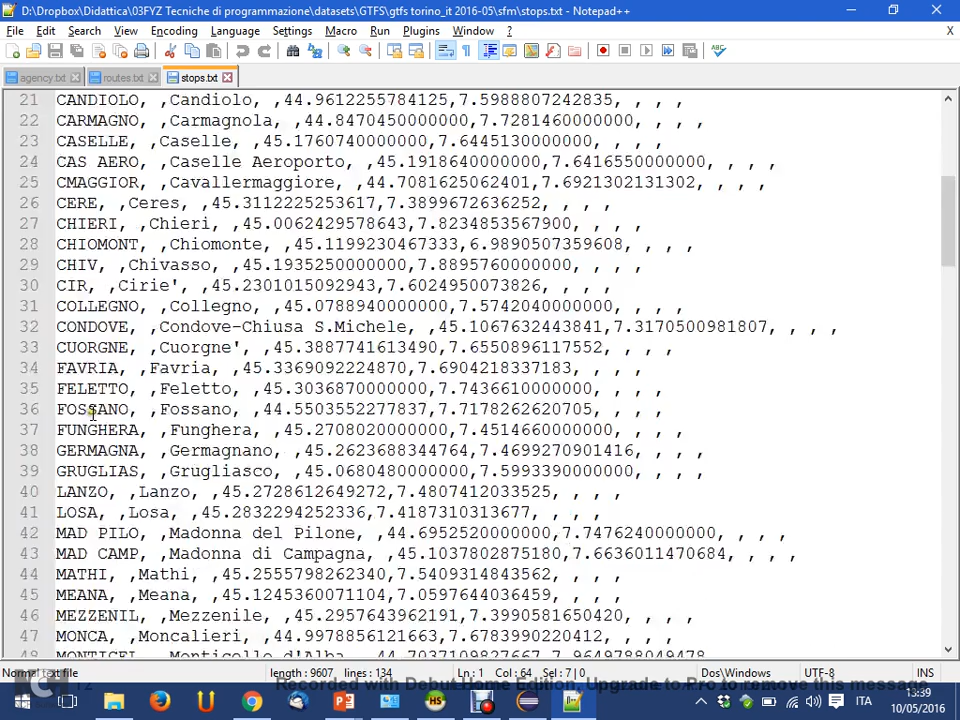 D:\Dropbox\Didattica\03FYZ Tecniche di programmazione\datasets\GTFS\gtfs torino_it 2016-05\sfm\stops.txt - Notepad++
File Edit Search View Encoding Language Settings Macro Run Plugins Window ? X
agency.txt routes.txt stops.txt
21 CANDIOLO, ,Candiolo, ,44.9612255784125,7.5988807242835, , , ,
22 CARMAGNO, ,Carmagnola, ,44.8470450000000,7.7281460000000, , , ,
23 CASELLE, ,Caselle, ,45.1760740000000,7.6445130000000, , , ,
24 CAS AERO, ,Caselle Aeroporto, ,45.1918640000000,7.6416550000000, , , ,
25 CMAGGIOR, ,Cavallermaggiore, ,44.7081625062401,7.6921302131302, , , ,
26 CERE, ,Ceres, ,45.3112225253617,7.3899672636252, , , ,
27 CHIERI, ,Chieri, ,45.0062429578643,7.8234853567900, , , ,
28 CHIOMONT, ,Chiomonte, ,45.1199230467333,6.9890507359608, , , ,
29 CHIV, ,Chivasso, ,45.1935250000000,7.8895760000000, , , ,
30 CIR, ,Cirie', ,45.2301015092943,7.6024950073826, , , ,
31 COLLEGNO, ,Collegno, ,45.0788940000000,7.5742040000000, , , ,
32 CONDOVE, ,Condove-Chiusa S.Michele, ,45.1067632443841,7.3170500981807, , , ,
33 CUORGNE, ,Cuorgne', ,45.3887741613490,7.6550896117552, , , ,
34 FAVRIA, ,Favria, ,45.3369092224870,7.6904218337183, , , ,
35 FELETTO, ,Feletto, ,45.3036870000000,7.7436610000000, , , ,
36 FOSSANO, ,Fossano, ,44.5503552277837,7.7178262620705, , , ,
37 FUNGHERA, ,Funghera, ,45.2708020000000,7.4514660000000, , , ,
38 GERMAGNA, ,Germagnano, ,45.2623688344764,7.4699270901416, , , ,
39 GRUGLIAS, ,Grugliasco, ,45.0680480000000,7.5993390000000, , , ,
40 LANZO, ,Lanzo, ,45.2728612649272,7.4807412033525, , , ,
41 LOSA, ,Losa, ,45.2832294252336,7.4187310313677, , , ,
42 MAD PILO, ,Madonna del Pilone, ,44.6952520000000,7.7476240000000, , , ,
43 MAD CAMP, ,Madonna di Campagna, ,45.1037802875180,7.6636011470684, , , ,
44 MATHI, ,Mathi, ,45.2555798262340,7.5409314843562, , , ,
45 MEANA, ,Meana, ,45.1245360071104,7.0597644036459, , , ,
46 MEZZENIL, ,Mezzenile, ,45.2957643962191,7.3990581650420, , , ,
47 MONCA, ,Moncalieri, ,44.9978856121663,7.6783990220412, , , ,
48 MONTICEL, ,Monticello d'Alba, ,44.7037109827667,7.9649788049478
Normal text file length : 9607 lines : 134 Ln : 1 Col : 64 Sel : 7 | 0 Dos\Windows UTF-8 INS
Recorded with Debut Home Edition, Upgrade to Pro to remove this message
ITA 13:39
10/05/2016